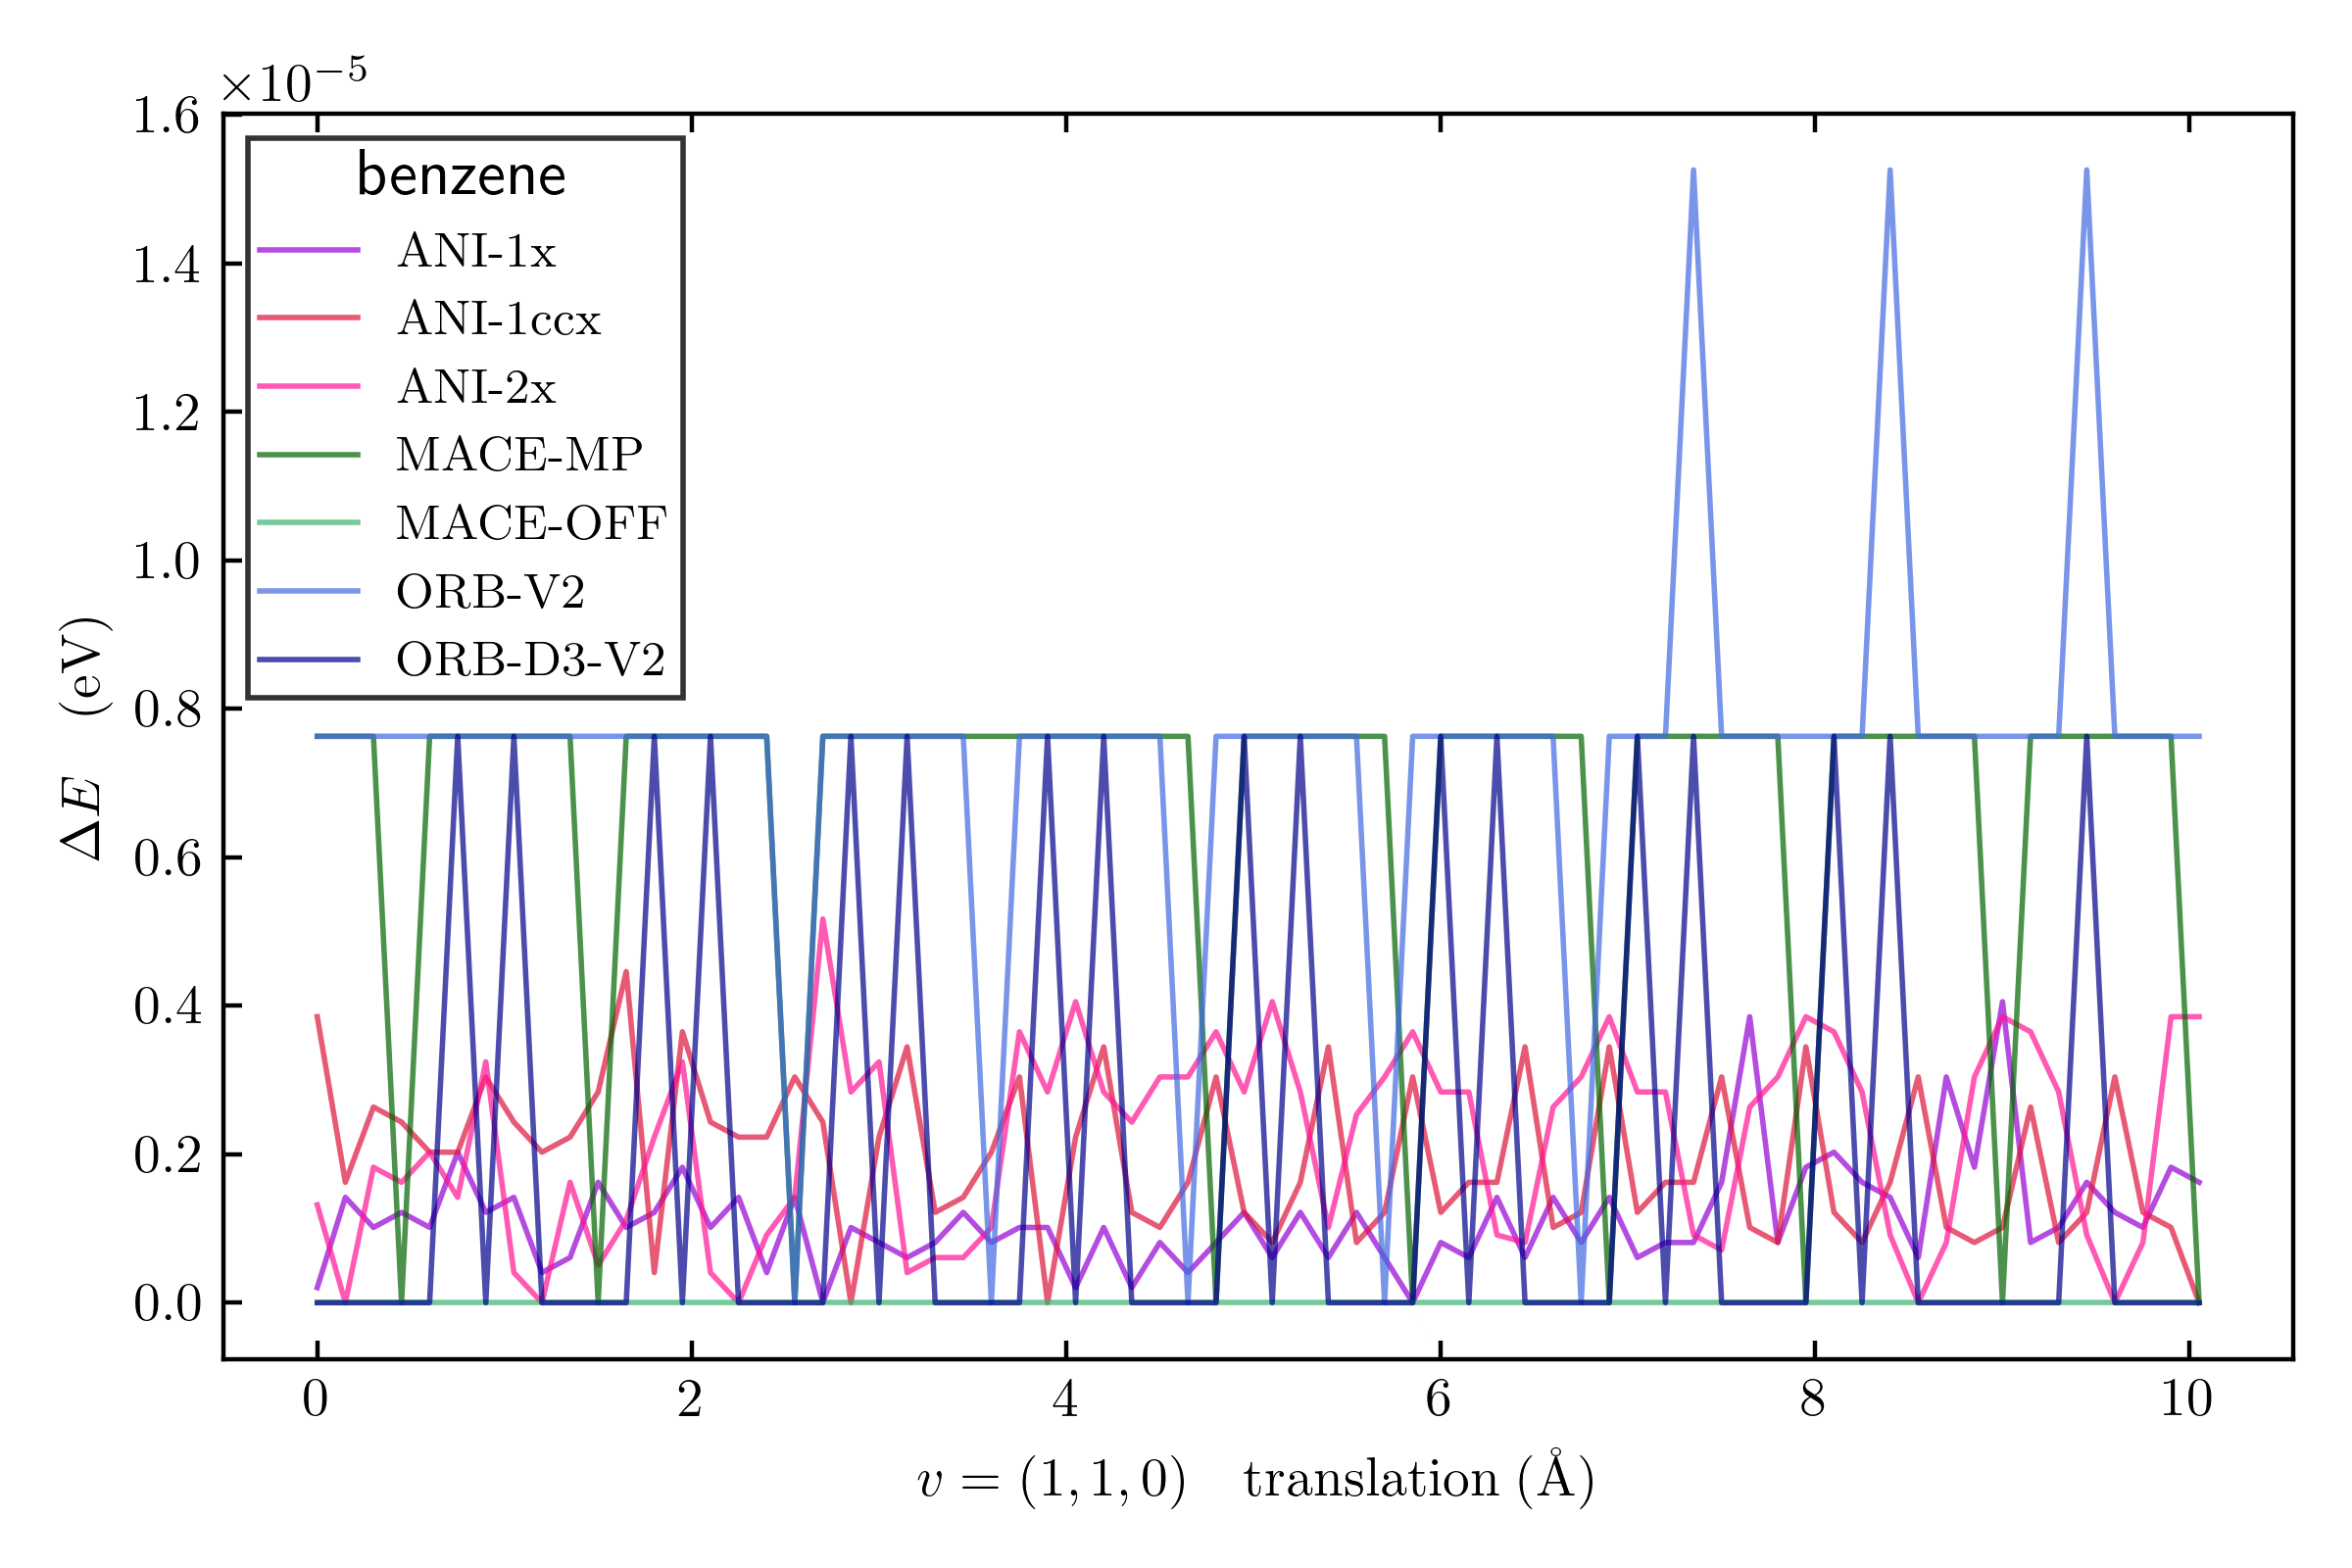 ×10⁻⁵
1.6
1.4
1.2
1.0
0.8
0.6
0.4
0.2
0.0
ΔE (eV)
benzene
ANI-1x
ANI-1ccx
ANI-2x
MACE-MP
MACE-OFF
ORB-V2
ORB-D3-V2
0 2 4 6 8 10
v = (1, 1, 0) translation (Å)